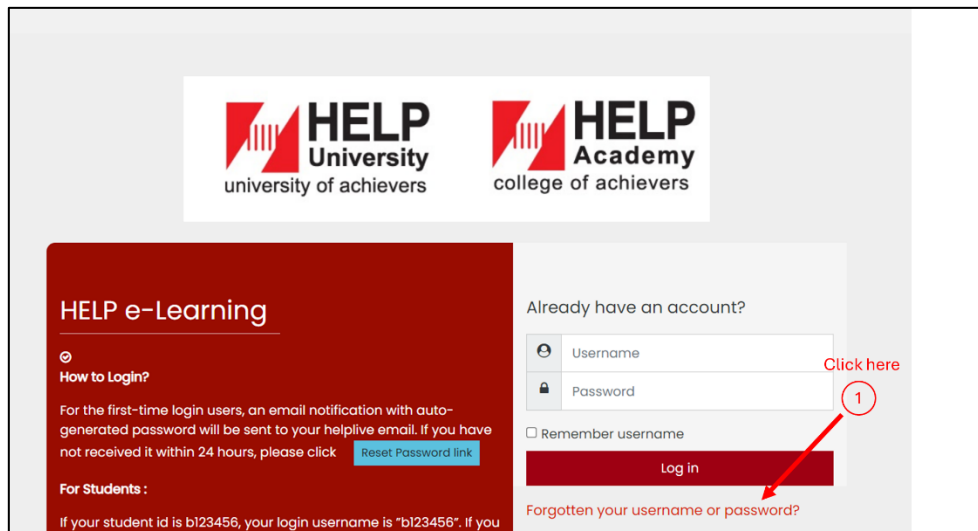 HELP
University
university of achievers
HELP
Academy
college of achievers
HELP e-Learning
How to Login?
For the first-time login users, an email notification with auto-
generated password will be sent to your helplive email. If you have
not received it within 24 hours, please click Reset Password link
For Students :
If your student id is b123456, your login username is "b123456". If you
Already have an account?
Username
Password
Click here
1
Remember username
Log in
Forgotten your username or password?